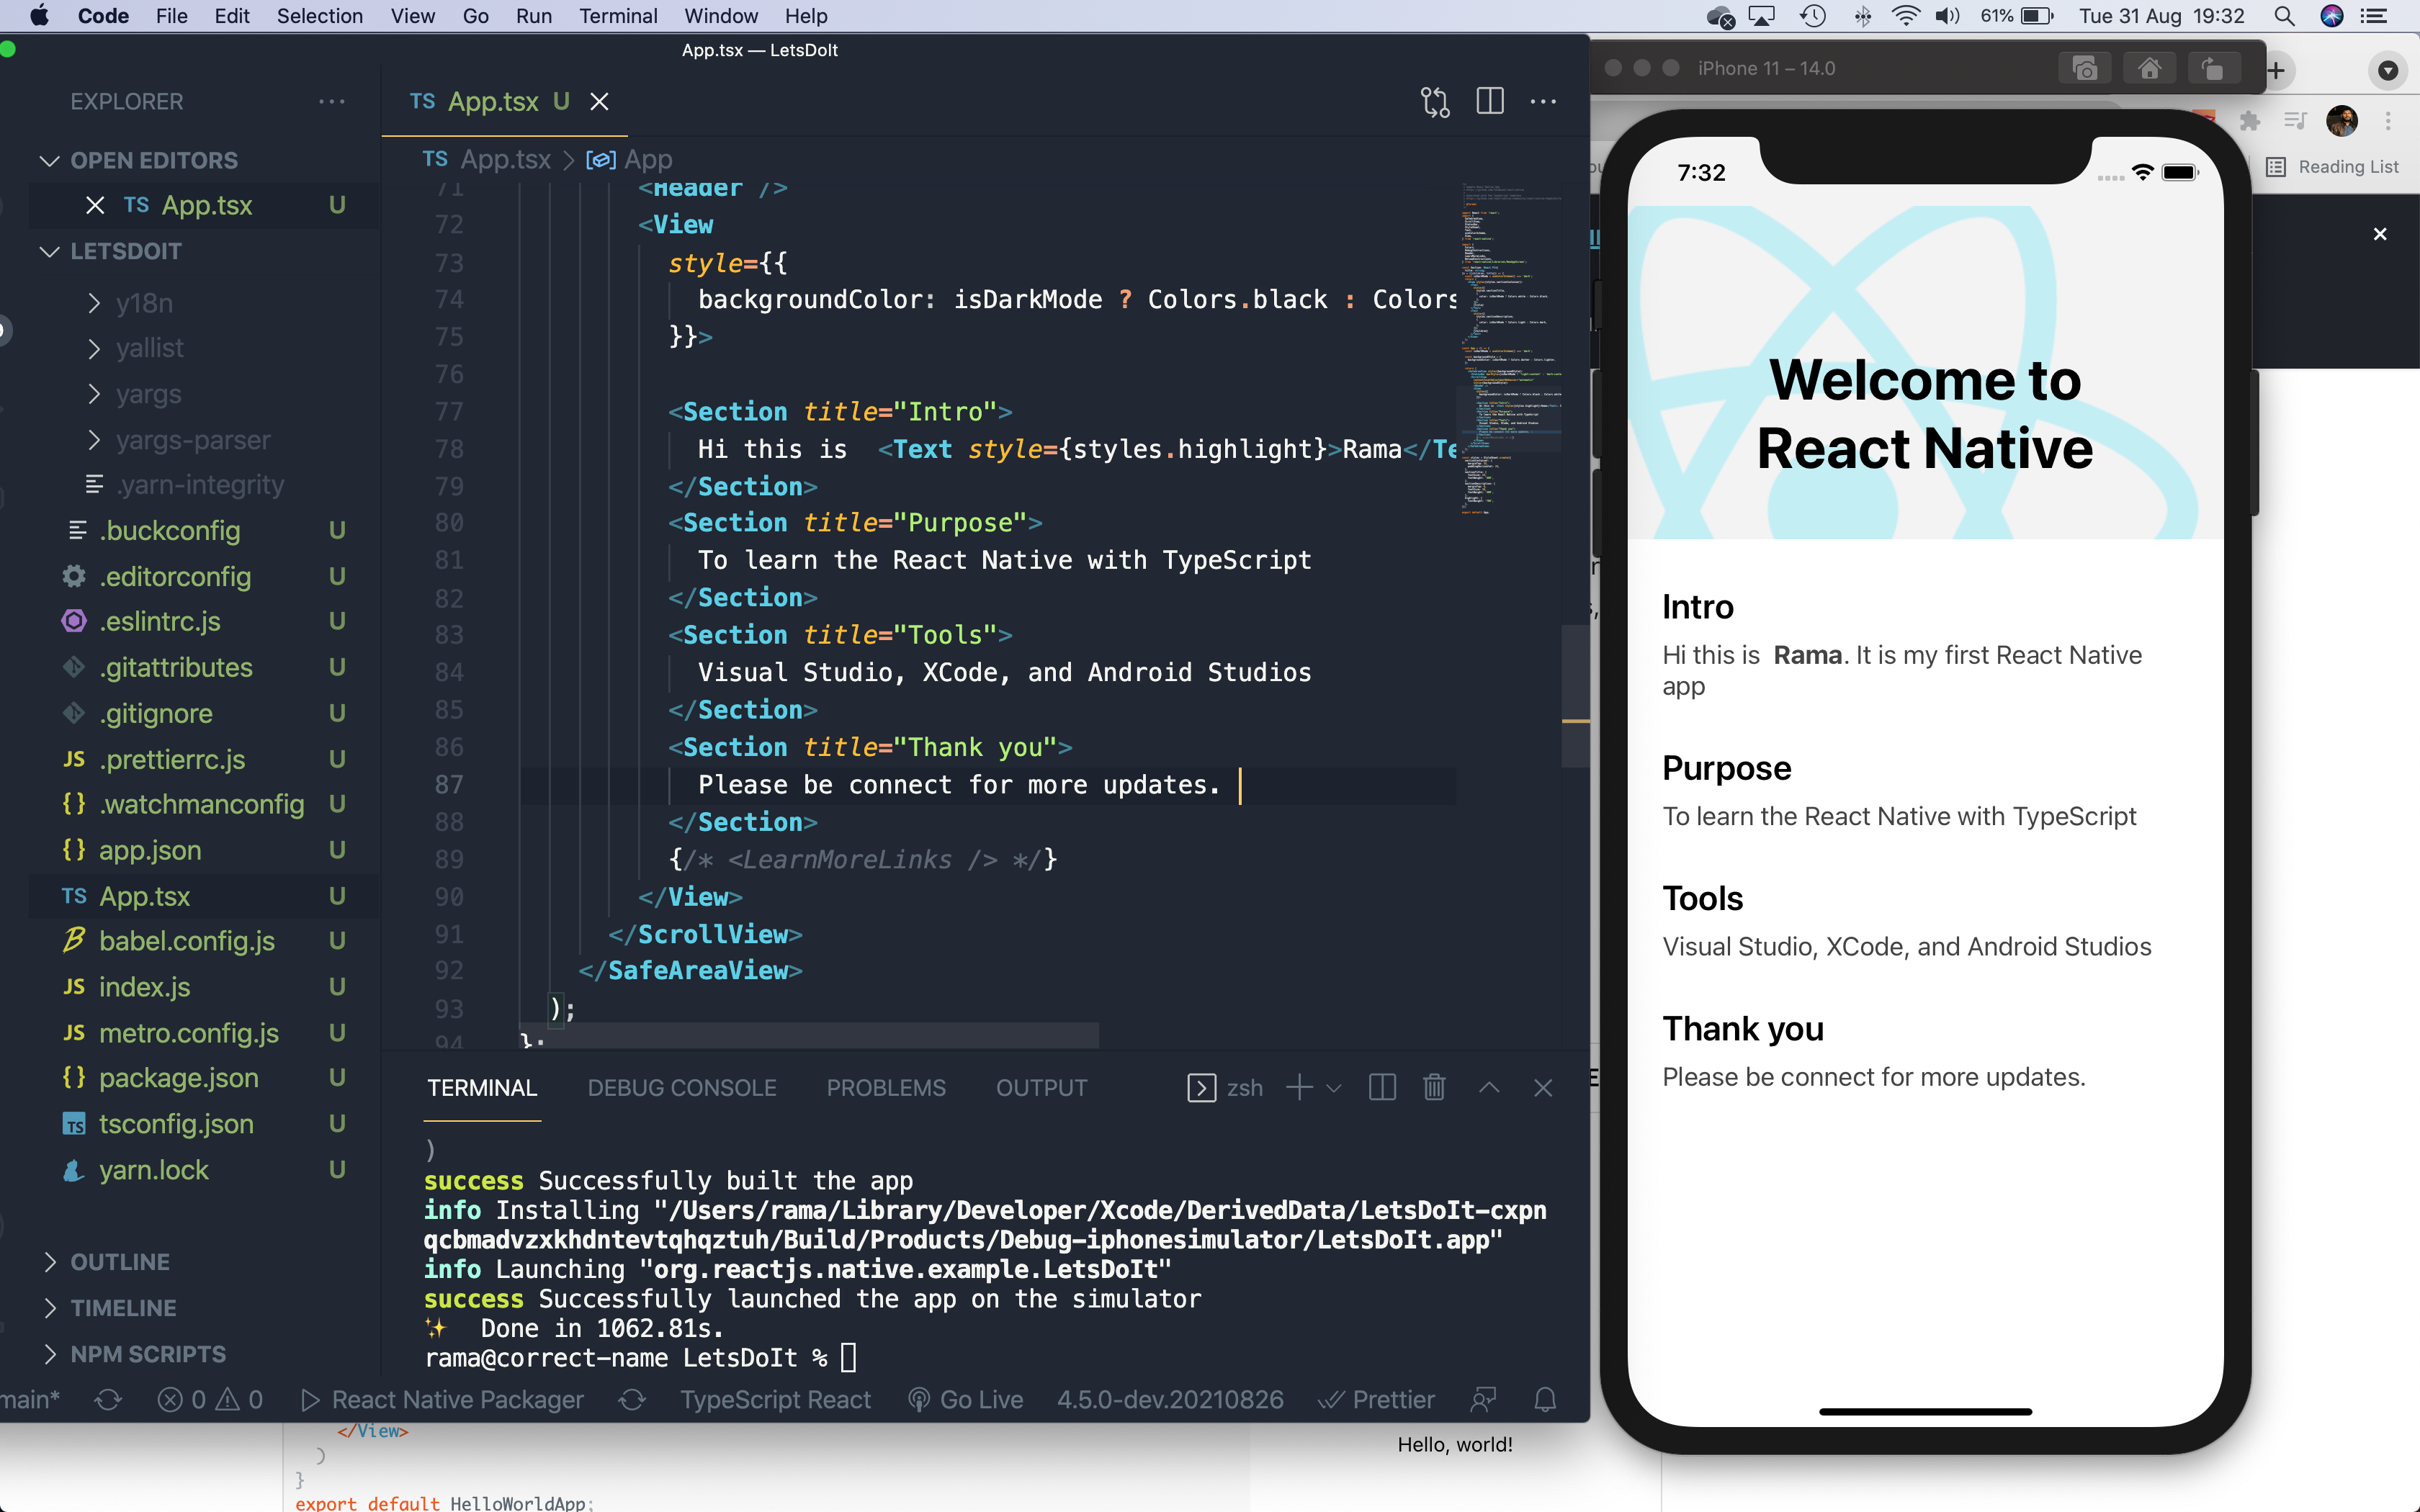 Code File Edit Selection View Go Run Terminal Window Help
61% Tue 31 Aug 19:32
App.tsx — LetsDoIt
EXPLORER
OPEN EDITORS
TS App.tsx U
LETSDOIT
y18n
yallist
yargs
yargs-parser
.yarn-integrity
.buckconfig U
.editorconfig U
.eslintrc.js U
.gitattributes U
.gitignore U
JS .prettierrc.js U
{} .watchmanconfig U
{} app.json U
TS App.tsx U
babel.config.js U
JS index.js U
JS metro.config.js U
{} package.json U
TS tsconfig.json U
yarn.lock U
OUTLINE
TIMELINE
NPM SCRIPTS
TS App.tsx U
TS App.tsx > App
71 <Header />
72 <View
73 style={{
74 backgroundColor: isDarkMode ? Colors.black : Colors
75 }}>
76
77 <Section title="Intro">
78 Hi this is  <Text style={styles.highlight}>Rama</Te
79 </Section>
80 <Section title="Purpose">
81 To learn the React Native with TypeScript
82 </Section>
83 <Section title="Tools">
84 Visual Studio, XCode, and Android Studios
85 </Section>
86 <Section title="Thank you">
87 Please be connect for more updates.
88 </Section>
89 {/* <LearnMoreLinks /> */}
90 </View>
91 </ScrollView>
92 </SafeAreaView>
93 );
94 };
TERMINAL DEBUG CONSOLE PROBLEMS OUTPUT zsh
)
success Successfully built the app
info Installing "/Users/rama/Library/Developer/Xcode/DerivedData/LetsDoIt-cxpn
qcbmadvzxkhdntevtqhqztuh/Build/Products/Debug-iphonesimulator/LetsDoIt.app"
info Launching "org.reactjs.native.example.LetsDoIt"
success Successfully launched the app on the simulator
✨ Done in 1062.81s.
rama@correct-name LetsDoIt %
main* 0 0 React Native Packager TypeScript React Go Live 4.5.0-dev.20210826 Prettier
iPhone 11 – 14.0
Reading List
7:32
Welcome to
React Native
Intro
Hi this is  Rama. It is my first React Native
app
Purpose
To learn the React Native with TypeScript
Tools
Visual Studio, XCode, and Android Studios
Thank you
Please be connect for more updates.
</View>
)
}
export default HelloWorldApp;
Hello, world!